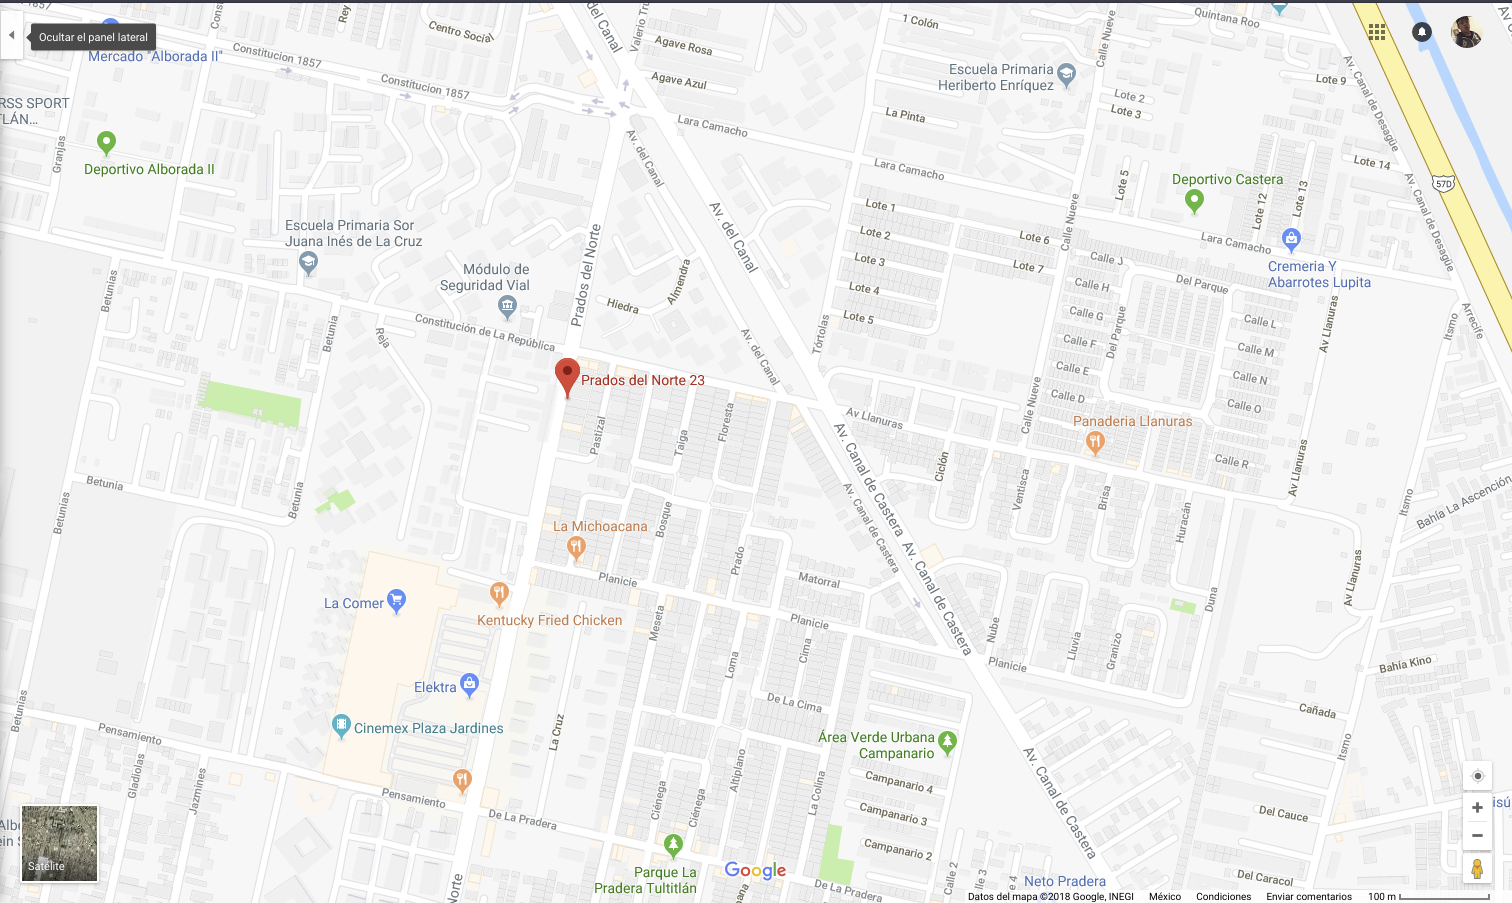 Ocultar el panel lateral
Mercado "Alborada II"
Constitucion 1857
Constitucion 1857
Centro Social
Rey
Valerio Tru
del Canal
Agave Rosa
Agave Azul
1 Colón
Calle Nueve
Quintana Roo
Escuela Primaria
Heriberto Enríquez
Lote 9
Lote 2
Lote 3
La Pinta
Av. Canal de Desagüe
RSS SPORT
TLÁN...
Granjas
Deportivo Alborada II
Av. del Canal
Lara Camacho
Lara Camacho
Lote 14
57D
Deportivo Castera
Lote 5
Lote 12
Lote 13
Av. Canal de Desagüe
Escuela Primaria Sor
Juana Inés de La Cruz
Prados del Norte
Av. del Canal
Lote 1
Lote 2
Lote 3
Lote 4
Lote 5
Lote 6
Lote 7
Calle Nueve
Lara Camacho
Cremeria Y
Abarrotes Lupita
Módulo de
Seguridad Vial
Almendra
Hiedra
Betunias
Betunia
Reja
Constitución de La República
Av. del Canal
Tórtolas
Calle J
Calle H
Calle G
Calle F
Calle E
Calle D
Del Parque
Del Parque
Calle L
Calle M
Calle N
Calle O
Calle R
Av Llanuras
Itsmo
Arrecife
Prados del Norte 23
Pastizal
Taiga
Floresta
Av Llanuras
Calle Nueve
Panaderia Llanuras
Av. Canal de Castera
Av. Canal de Castera
Ciclón
Ventisca
Brisa
Huracán
Av Llanuras
Itsmo
Bahía La Ascención
Betunia
Betunias
Betunia
La Michoacana
Bosque
Prado
Planicie
Matorral
Av. Canal de Castera
Av Llanuras
Duna
La Comer
Kentucky Fried Chicken
Meseta
Planicie
Cima
Loma
Nube
Lluvia
Granizo
Planicie
Bahía Kino
Elektra
De La Cima
Betunias
Pensamiento
Cinemex Plaza Jardines
La Cruz
Área Verde Urbana
Campanario
Cañada
Itsmo
Gladiolas
Jazmines
Pensamiento
Altiplano
Ciénega
Ciénega
La Colina
Campanario 4
Campanario 3
Campanario 2
Av. Canal de Castera
Del Cauce
De La Pradera
Satélite
Norte
Parque La
Pradera Tultitlán
Google
De La Pradera
Calle 2
Neto Pradera
Del Caracol
Datos del mapa ©2018 Google, INEGI México Condiciones Enviar comentarios 100 m